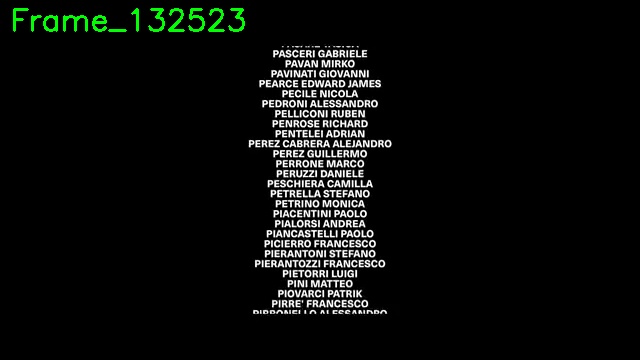 Frame_132523
PASCERI GABRIELE
PAVAN MIRKO
PAVINATI GIOVANNI
PEARCE EDWARD JAMES
PECILE NICOLA
PEDRONI ALESSANDRO
PELLICONI RUBEN
PENROSE RICHARD
PENTELEI ADRIAN
PEREZ CABRERA ALEJANDRO
PEREZ GUILLERMO
PERRONE MARCO
PERUZZI DANIELE
PESCHIERA CAMILLA
PETRELLA STEFANO
PETRINO MONICA
PIACENTINI PAOLO
PIALORSI ANDREA
PIANCASTELLI PAOLO
PICIERRO FRANCESCO
PIERANTONI STEFANO
PIERANTOZZI FRANCESCO
PIETORRI LUIGI
PINI MATTEO
PIOVARCI PATRIK
PIRRE' FRANCESCO